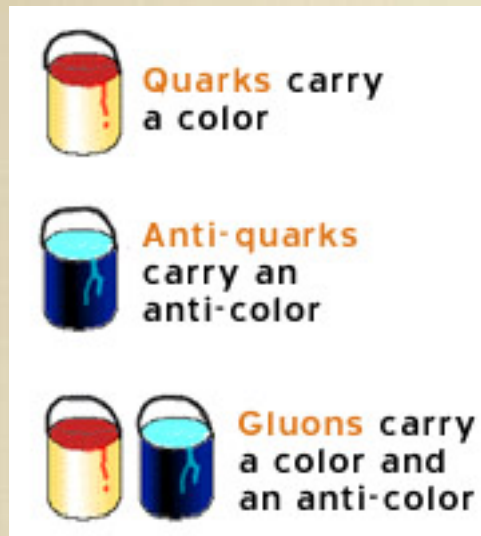 Quarks carry
a color
Anti-quarks
carry an
anti-color
Gluons carry
a color and
an anti-color